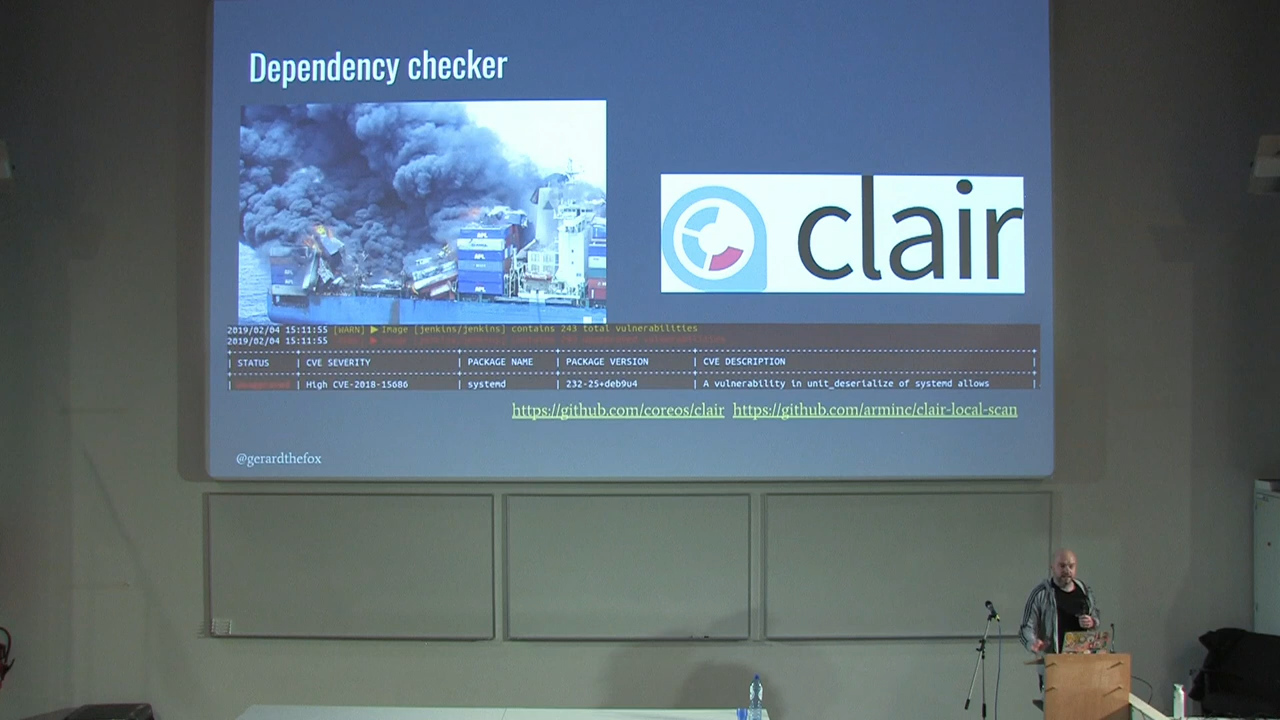 Dependency checker
clair
2019/02/04 15:11:55 [WARN] ▶ Image [jenkins/jenkins] contains 243 total vulnerabilities
2019/02/04 15:11:55
| STATUS | CVE SEVERITY | PACKAGE NAME | PACKAGE VERSION | CVE DESCRIPTION |
| High CVE-2018-15686 | systemd | 232-25+deb9u4 | A vulnerability in unit_deserialize of systemd allows |
https://github.com/coreos/clair https://github.com/arminc/clair-local-scan
@gerardthefox